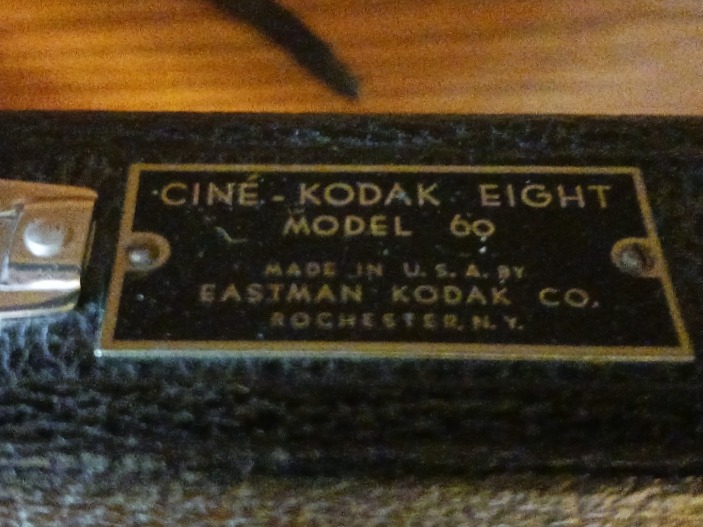 CINÉ-KODAK EIGHT
MODEL 60
MADE IN U.S.A. BY
EASTMAN KODAK CO.
ROCHESTER, N.Y.